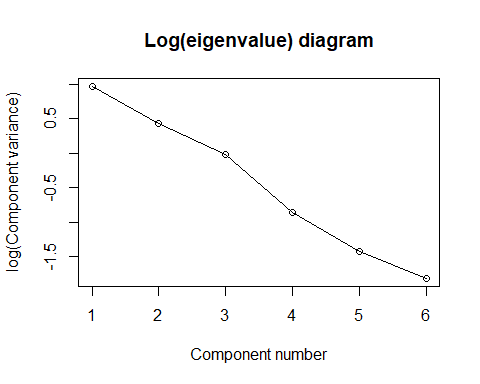 Log(eigenvalue) diagram
log(Component variance)
0.5
-0.5
-1.5
1 2 3 4 5 6
Component number